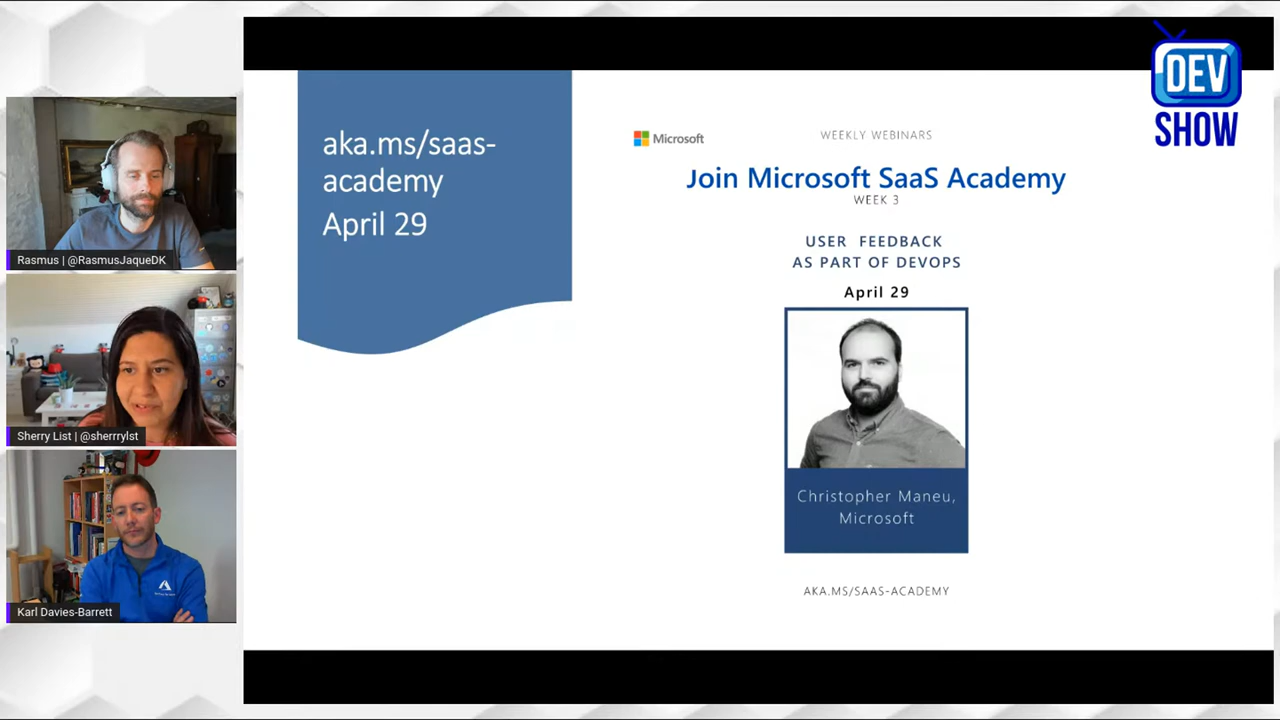 Rasmus | @RasmusJaqueDK
Sherry List | @sherrrylst
Karl Davies-Barrett
aka.ms/saas-
academy
April 29
Microsoft
WEEKLY WEBINARS
Join Microsoft SaaS Academy
WEEK 3
USER FEEDBACK
AS PART OF DEVOPS
April 29
Christopher Maneu,
Microsoft
AKA.MS/SAAS-ACADEMY
DEV
SHOW